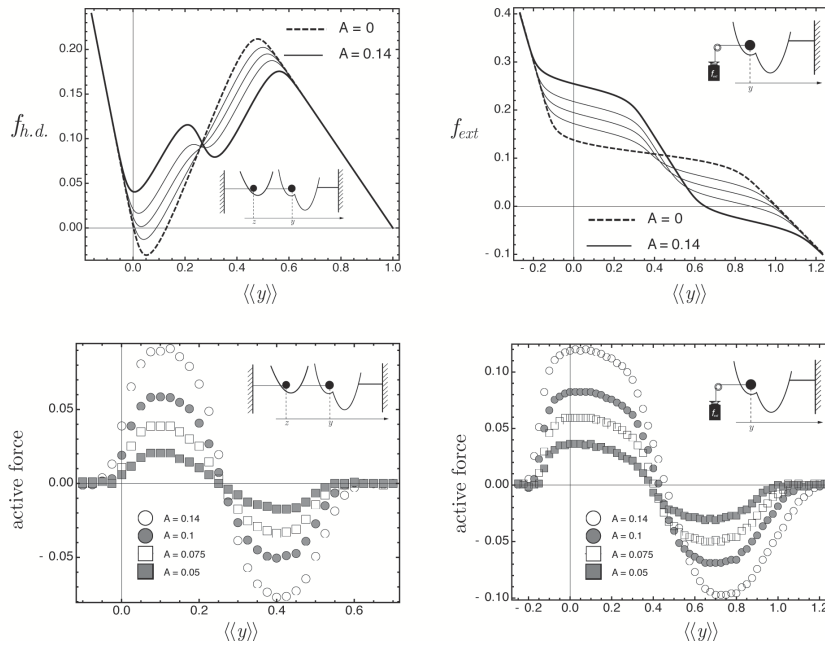 A = 0
A = 0.14
0.20
0.15
0.10
0.05
0.00
f_{h.d.}
z
y
0.0
0.2
0.4
0.6
0.8
1.0
⟨⟨y⟩⟩
0.4
0.3
0.2
0.1
0.0
- 0.1
f_{ext}
y
A = 0
A = 0.14
- 0.2
0.0
0.2
0.4
0.6
0.8
1.0
1.2
⟨⟨y⟩⟩
0.05
0.00
- 0.05
active force
z
y
A = 0.14
A = 0.1
A = 0.075
A = 0.05
0.0
0.2
0.4
0.6
⟨⟨y⟩⟩
0.10
0.05
0.00
- 0.05
- 0.10
active force
y
A = 0.14
A = 0.1
A = 0.075
A = 0.05
- 0.2
0.0
0.2
0.4
0.6
0.8
1.0
1.2
⟨⟨y⟩⟩